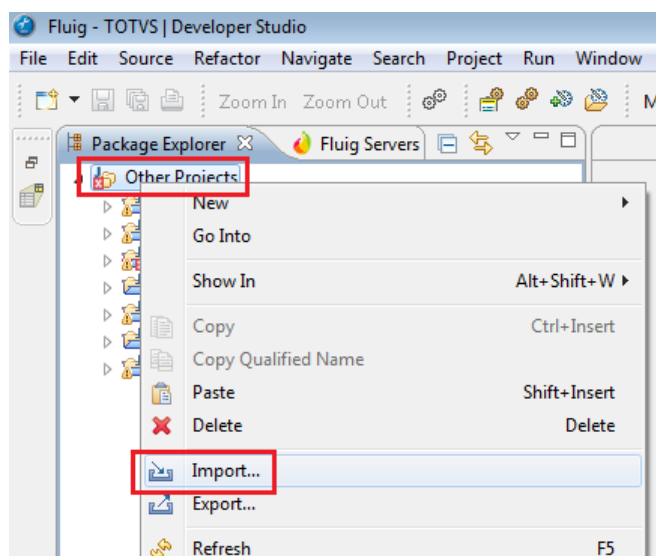 Fluig - TOTVS | Developer Studio
File Edit Source Refactor Navigate Search Project Run Window
Zoom In Zoom Out M
Package Explorer Fluig Servers
Other Projects
New
Go Into
Show In Alt+Shift+W
Copy Ctrl+Insert
Copy Qualified Name
Paste Shift+Insert
Delete Delete
Import...
Export...
Refresh F5